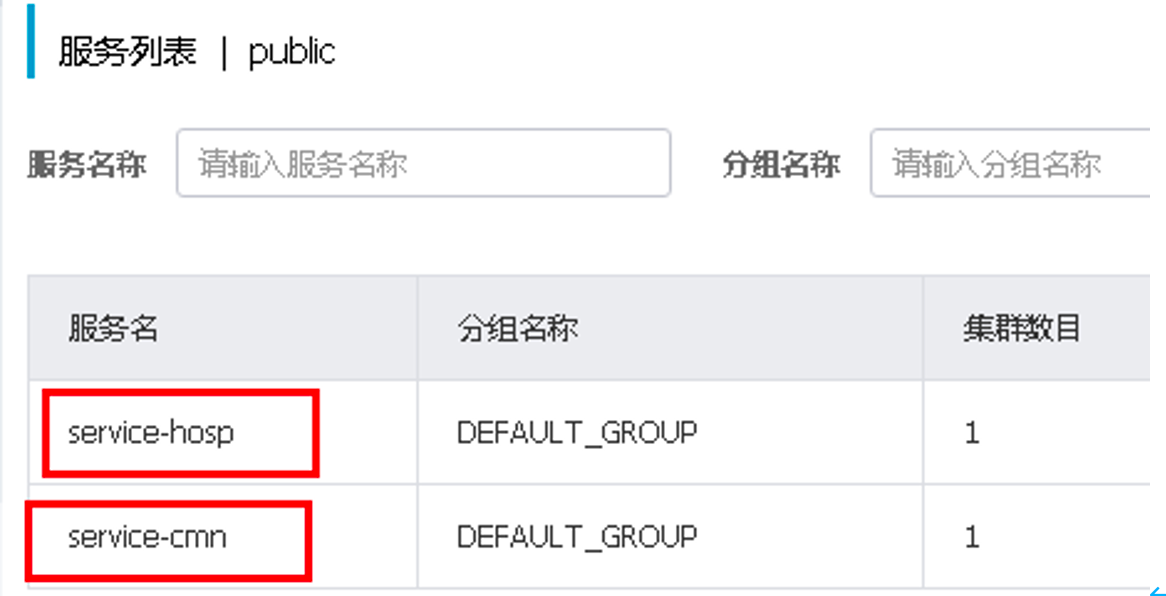 服务列表 | public
服务名称 请输入服务名称 分组名称 请输入分组名称
服务名 分组名称 集群数目
service-hosp DEFAULT_GROUP 1
service-cmn DEFAULT_GROUP 1